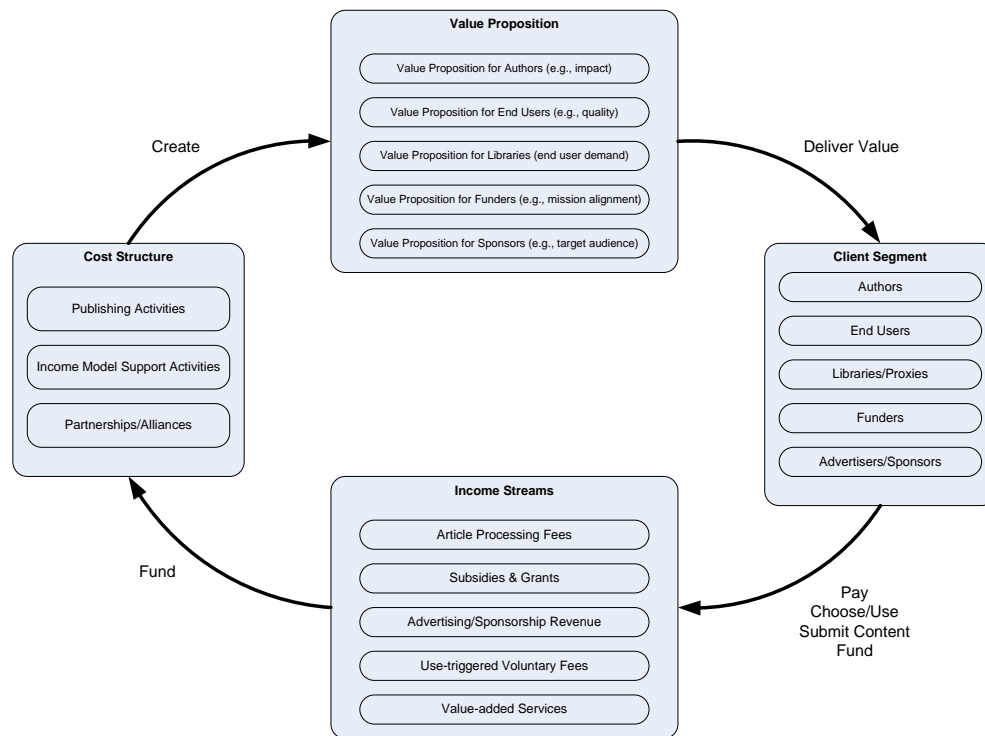 Value Proposition
Value Proposition for Authors (e.g., impact)
Value Proposition for End Users (e.g., quality)
Value Proposition for Libraries (end user demand)
Value Proposition for Funders (e.g., mission alignment)
Value Proposition for Sponsors (e.g., target audience)
Create
Deliver Value
Cost Structure
Publishing Activities
Income Model Support Activities
Partnerships/Alliances
Client Segment
Authors
End Users
Libraries/Proxies
Funders
Advertisers/Sponsors
Income Streams
Article Processing Fees
Subsidies & Grants
Advertising/Sponsorship Revenue
Use-triggered Voluntary Fees
Value-added Services
Fund
Pay
Choose/Use
Submit Content
Fund